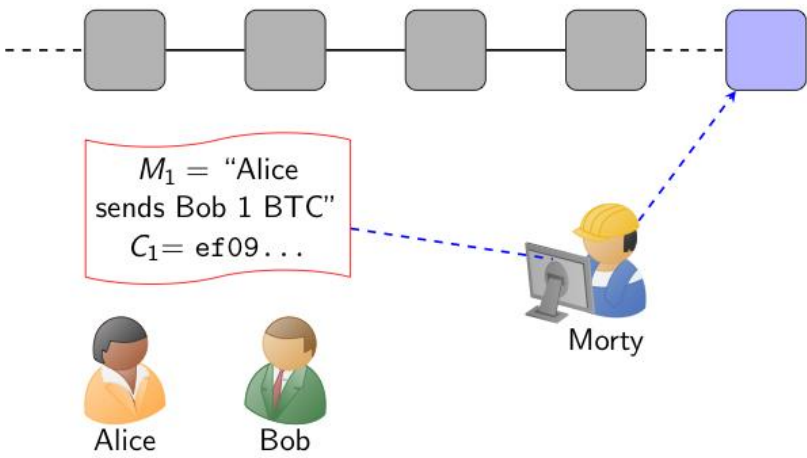 M₁ = “Alice
sends Bob 1 BTC”
C₁= ef09...
Morty
Alice Bob